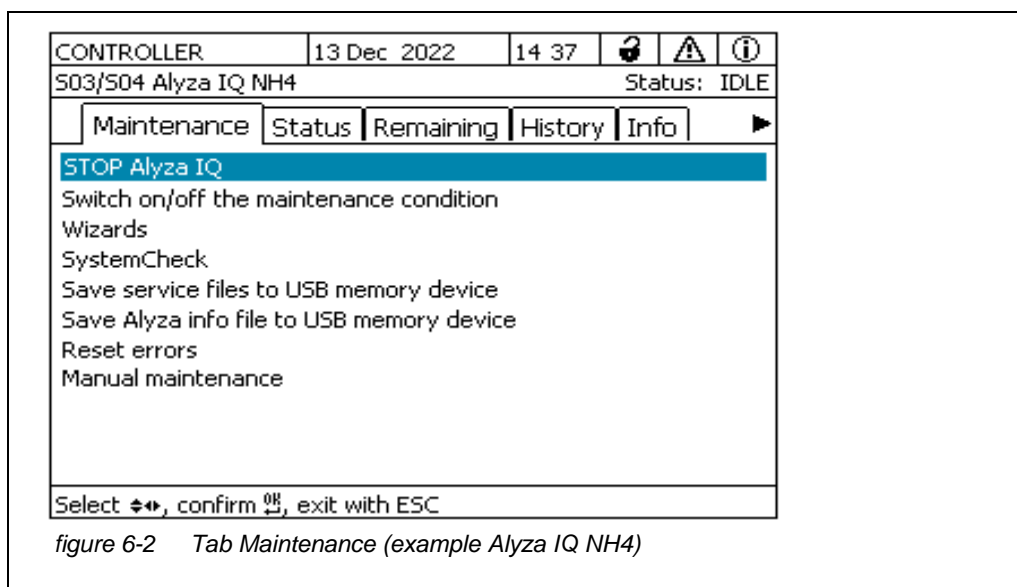 CONTROLLER 13 Dec 2022 14 37
S03/S04 Alyza IQ NH4 Status: IDLE
Maintenance Status Remaining History Info
STOP Alyza IQ
Switch on/off the maintenance condition
Wizards
SystemCheck
Save service files to USB memory device
Save Alyza info file to USB memory device
Reset errors
Manual maintenance
Select , confirm OK, exit with ESC
figure 6-2 Tab Maintenance (example Alyza IQ NH4)